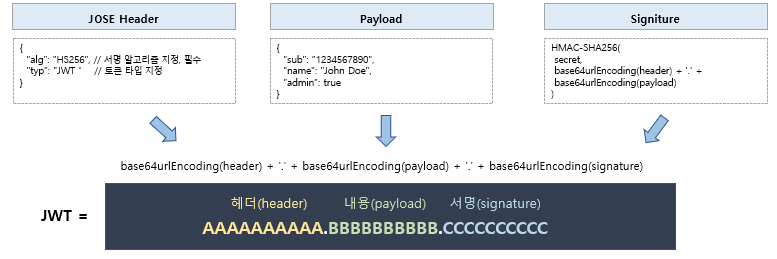 JOSE Header
{
"alg": "HS256", // 서명 알고리즘 지정, 필수
"typ": "JWT " // 토큰 타입 지정
}
Payload
{
"sub": "1234567890",
"name": "John Doe",
"admin": true
}
Signiture
HMAC-SHA256(
secret,
base64urlEncoding(header) + '.' +
base64urlEncoding(payload)
)
base64urlEncoding(header) + '.' + base64urlEncoding(payload) + '.' + base64urlEncoding(signature)
JWT =
헤더(header) 내용(payload) 서명(signature)
AAAAAAAAAA.BBBBBBBBBB.CCCCCCCCCC